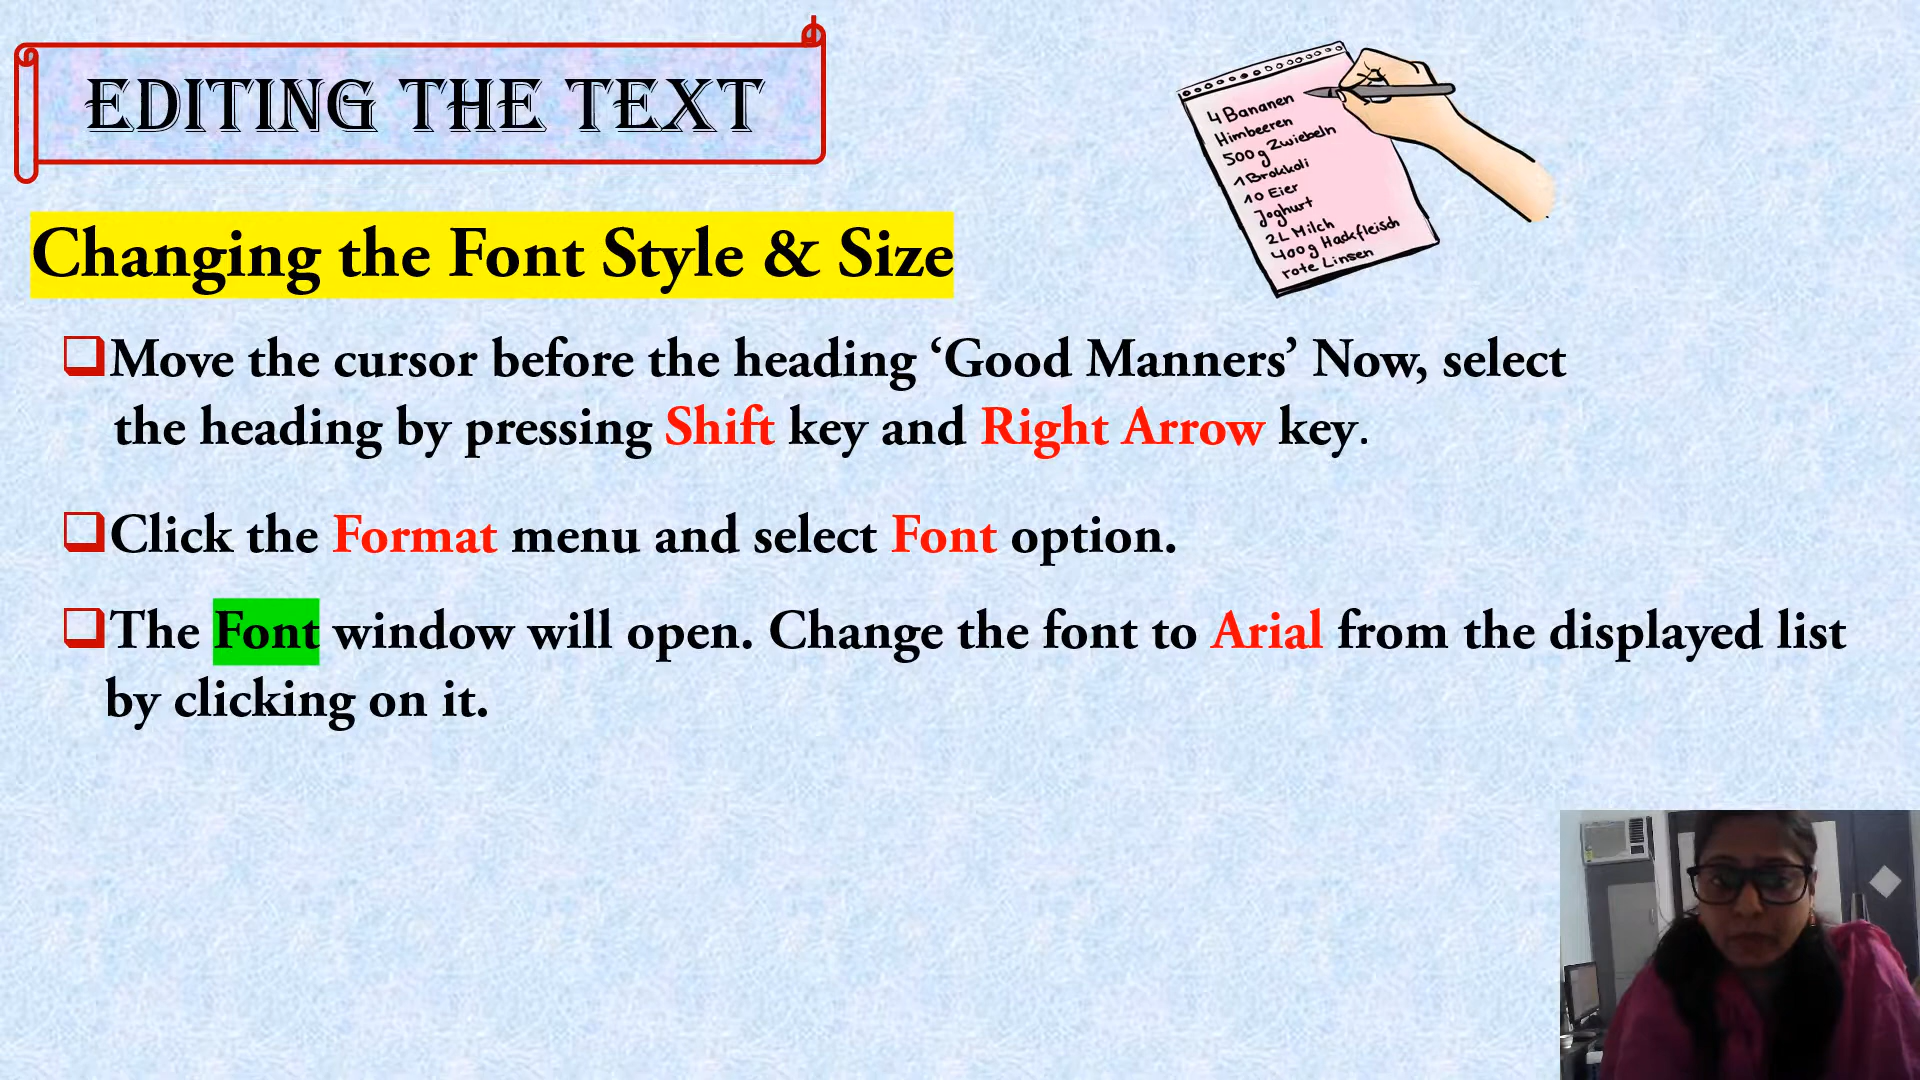 EDITING THE TEXT
4 Bananen
Himbeeren
500g Zwiebeln
1 Brokkoli
10 Eier
Joghurt
2L Milch
400g Hackfleisch
rote Linsen
Changing the Font Style & Size
Move the cursor before the heading ‘Good Manners’ Now, select
the heading by pressing Shift key and Right Arrow key.
Click the Format menu and select Font option.
The Font window will open. Change the font to Arial from the displayed list
by clicking on it.